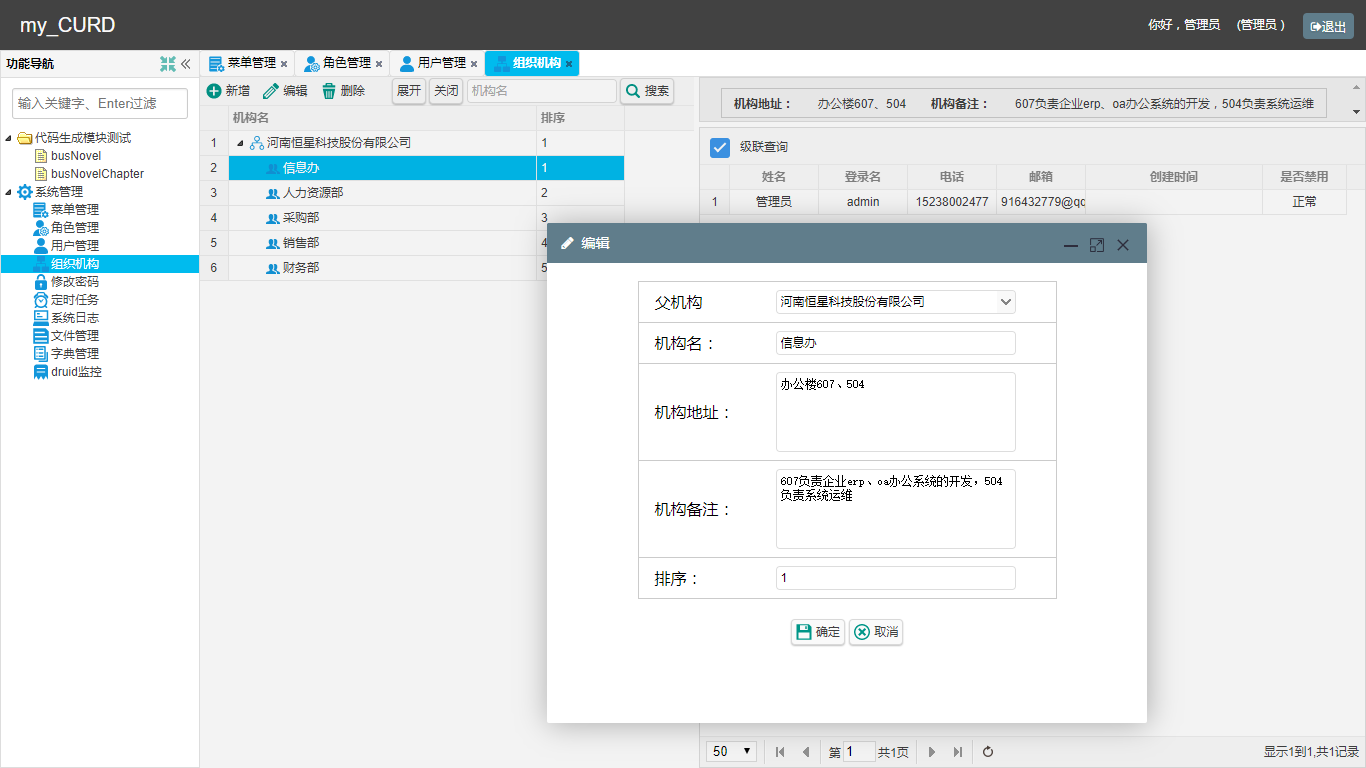 my_CURD
你好，管理员 (管理员)
退出
功能导航
菜单管理
角色管理
用户管理
组织机构
新增
编辑
删除
展开
关闭
机构名
搜索
机构地址：
办公楼607、504
机构备注：
607负责企业erp、oa办公系统的开发，504负责系统运维
输入关键字、Enter过滤
代码生成模块测试
busNovel
busNovelChapter
系统管理
菜单管理
角色管理
用户管理
组织机构
修改密码
定时任务
系统日志
文件管理
字典管理
druid监控
机构名 排序
1 河南恒星科技股份有限公司 1
2 信息办 1
3 人力资源部 2
4 采购部 3
5 销售部 4
6 财务部 5
级联查询
姓名 登录名 电话 邮箱 创建时间 是否禁用
1 管理员 admin 15238002477 916432779@qq 正常
编辑
父机构 河南恒星科技股份有限公司
机构名： 信息办
机构地址： 办公楼607、504
机构备注： 607负责企业erp、oa办公系统的开发，504
负责系统运维
排序： 1
确定
取消
50
第 1 共1页
显示1到1,共1记录